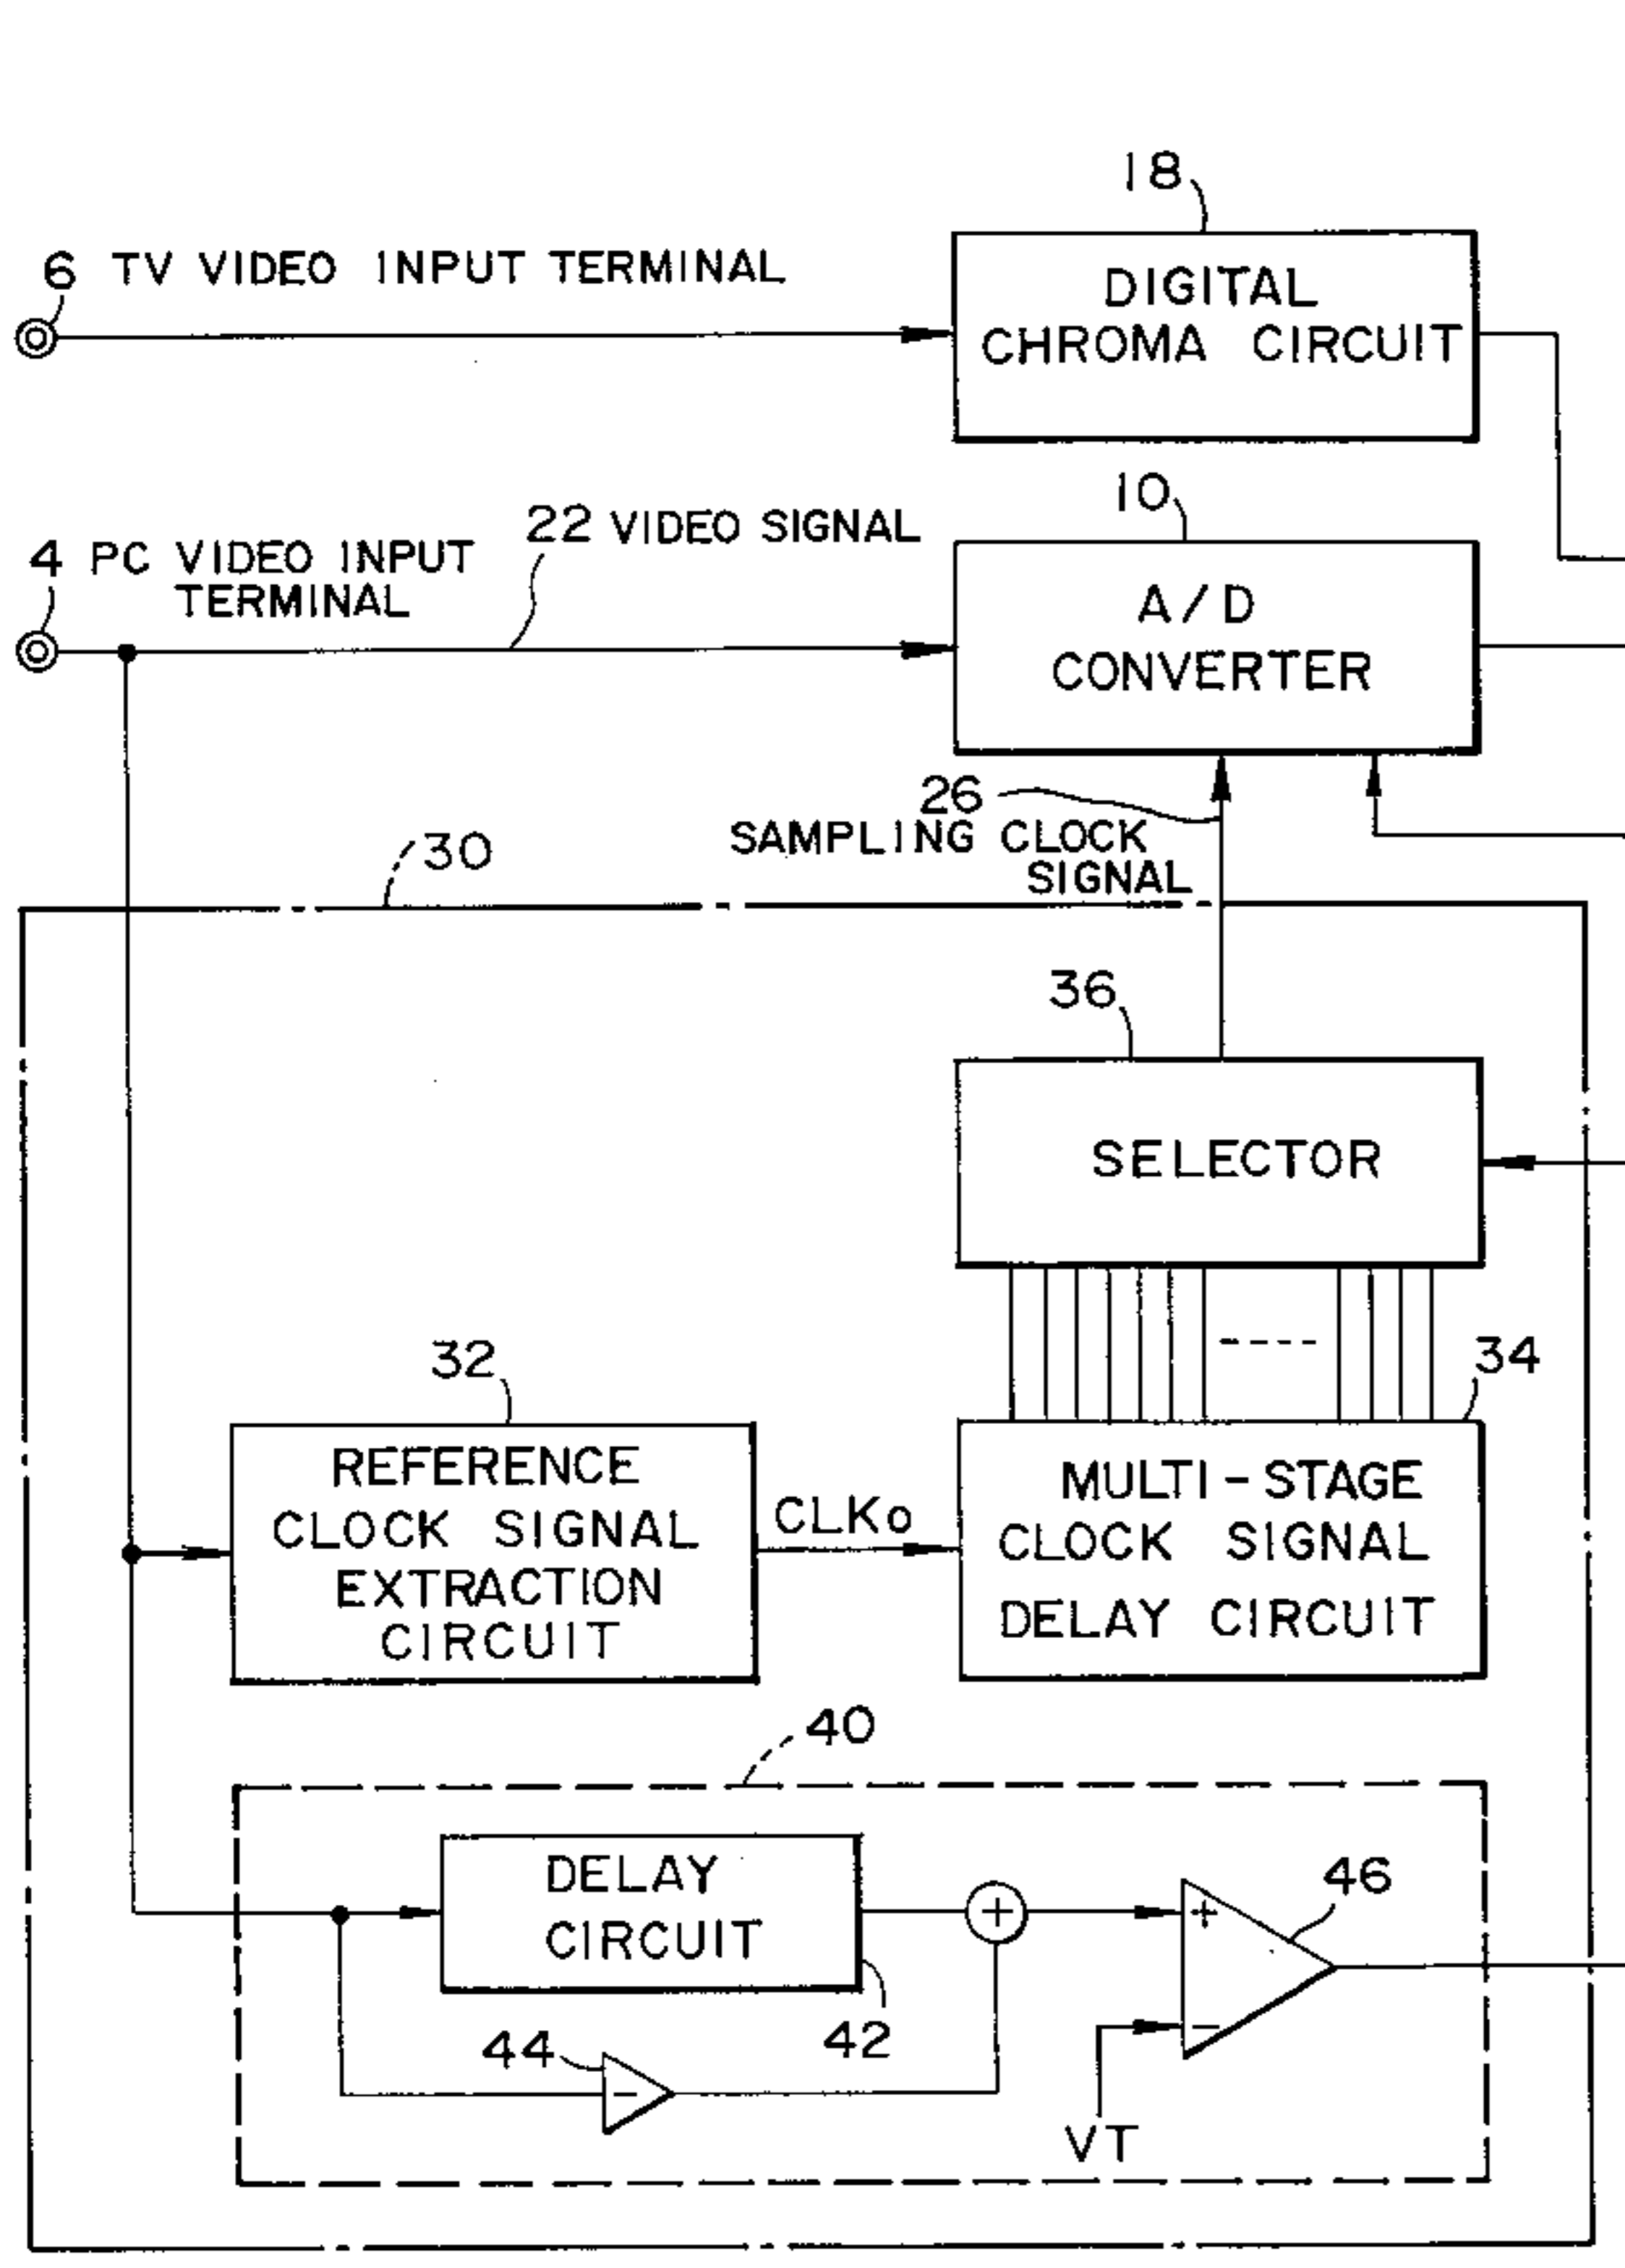 18
6 TV VIDEO INPUT TERMINAL
DIGITAL
CHROMA CIRCUIT
10
22 VIDEO SIGNAL
4 PC VIDEO INPUT
TERMINAL
A/D
CONVERTER
26
SAMPLING CLOCK
SIGNAL
30
36
SELECTOR
32
34
REFERENCE
CLOCK SIGNAL
EXTRACTION
CIRCUIT
CLKo
MULTI-STAGE
CLOCK SIGNAL
DELAY CIRCUIT
40
DELAY
CIRCUIT
+
+
46
42
44
-
-
VT